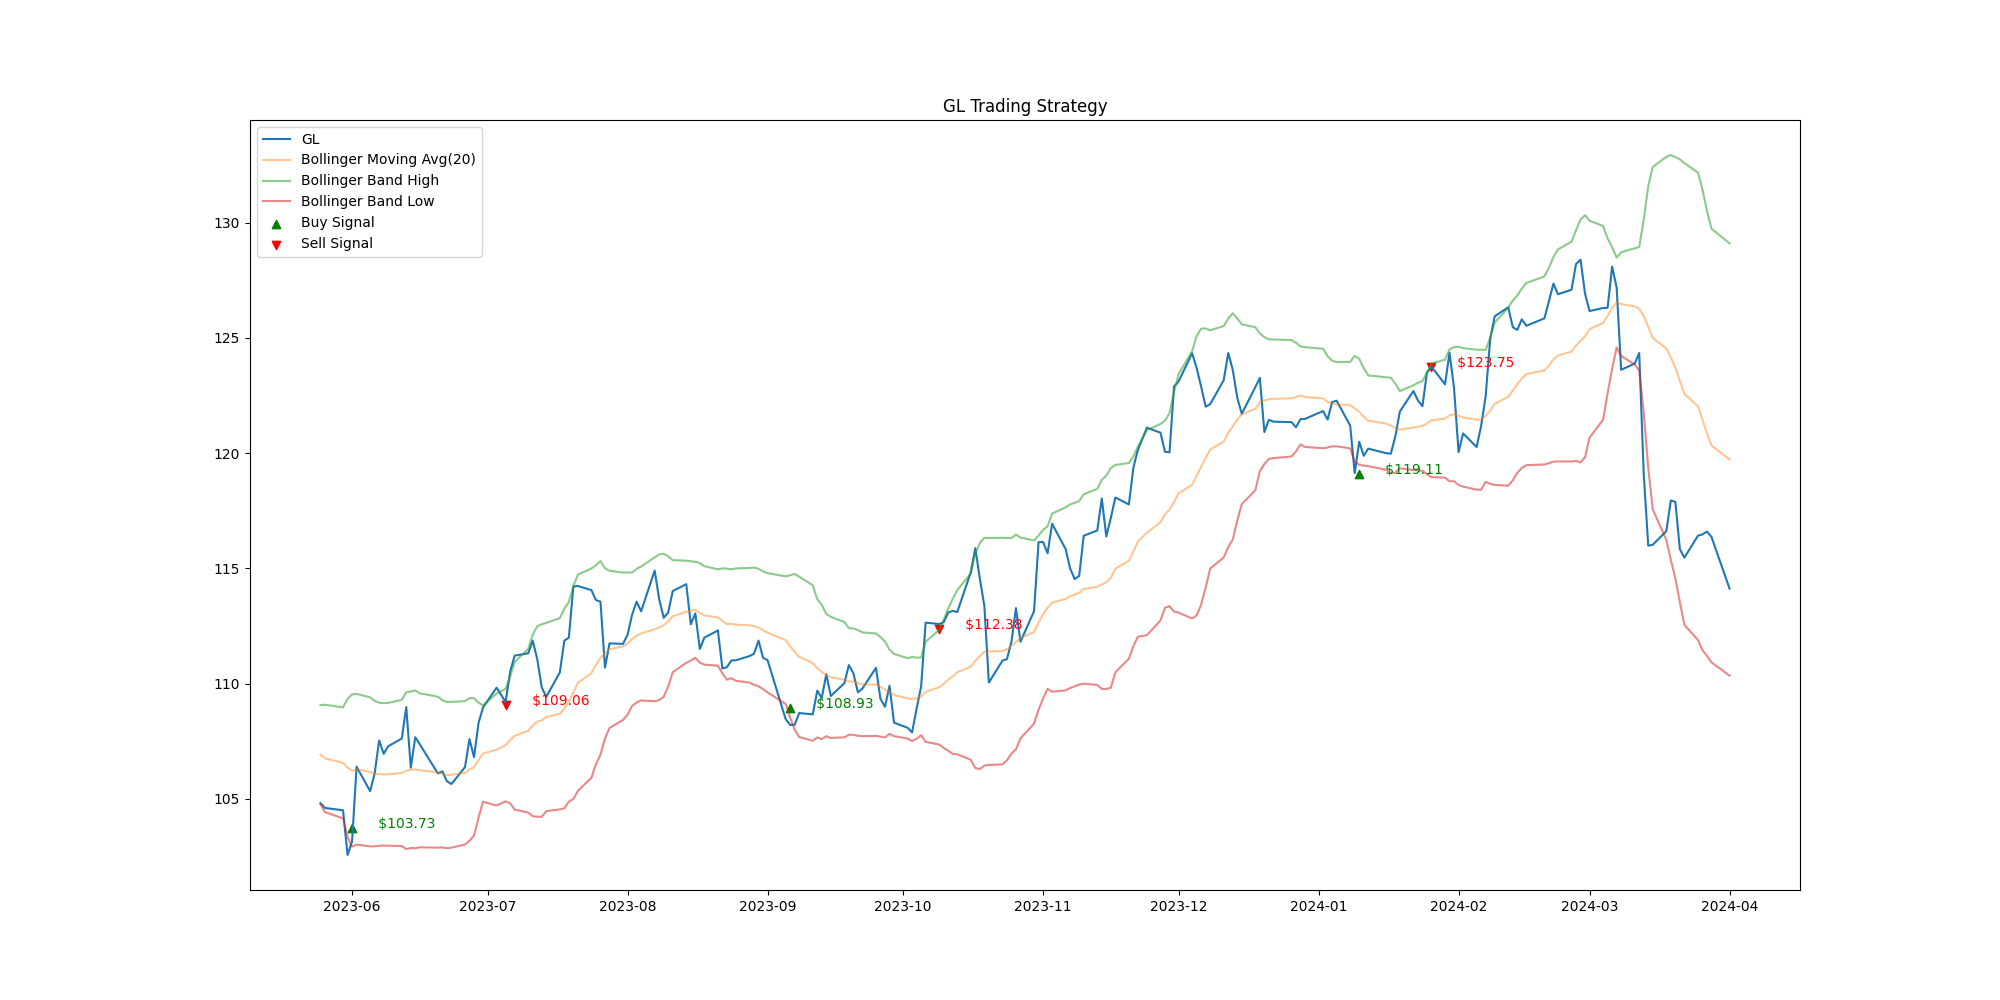 GL Trading Strategy
GL
Bollinger Moving Avg(20)
Bollinger Band High
Bollinger Band Low
Buy Signal
Sell Signal
130
125
120
115
110
105
$123.75
$119.11
$112.38
$109.06
$108.93
$103.73
2023-06 2023-07 2023-08 2023-09 2023-10 2023-11 2023-12 2024-01 2024-02 2024-03 2024-04